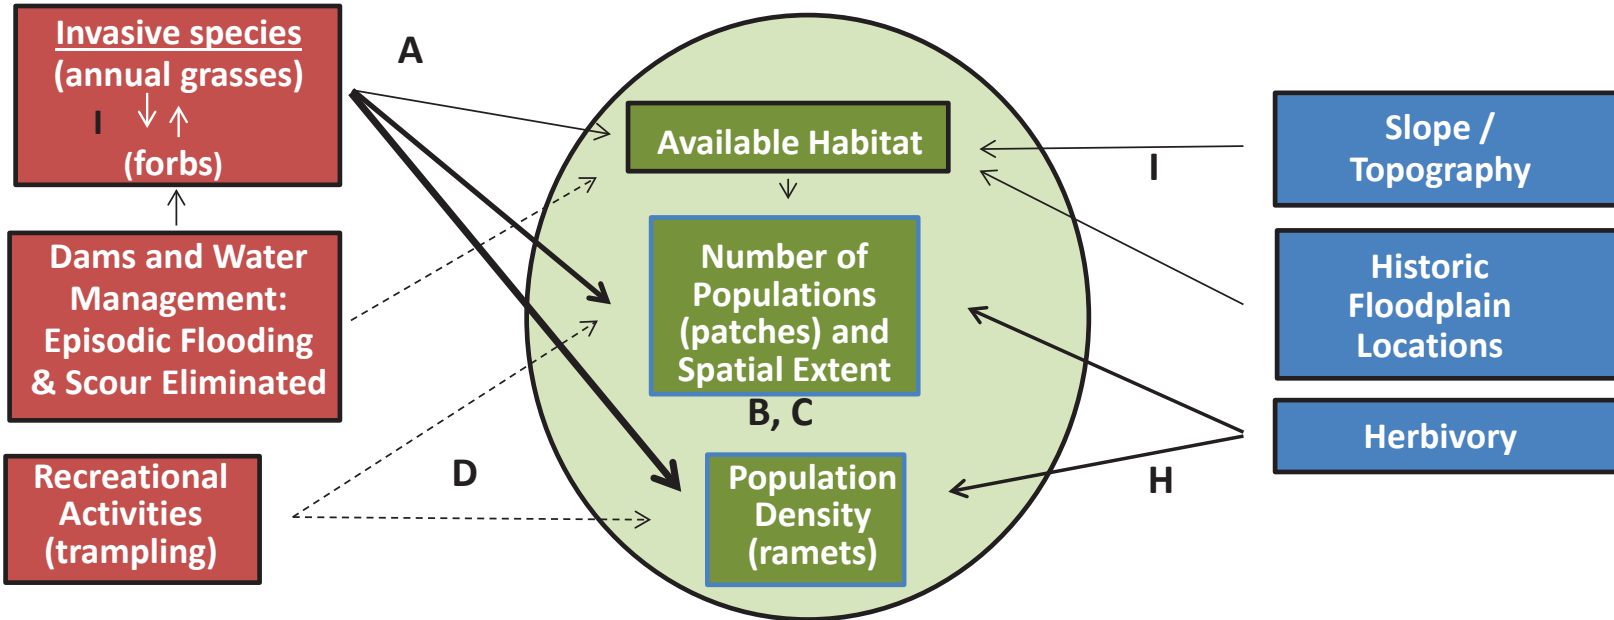 Invasive species
(annual grasses)
I
(forbs)
Dams and Water
Management:
Episodic Flooding
& Scour Eliminated
Recreational
Activities
(trampling)
A
D
Available Habitat
Number of
Populations
(patches) and
Spatial Extent
B, C
Population
Density
(ramets)
I
H
Slope /
Topography
Historic
Floodplain
Locations
Herbivory